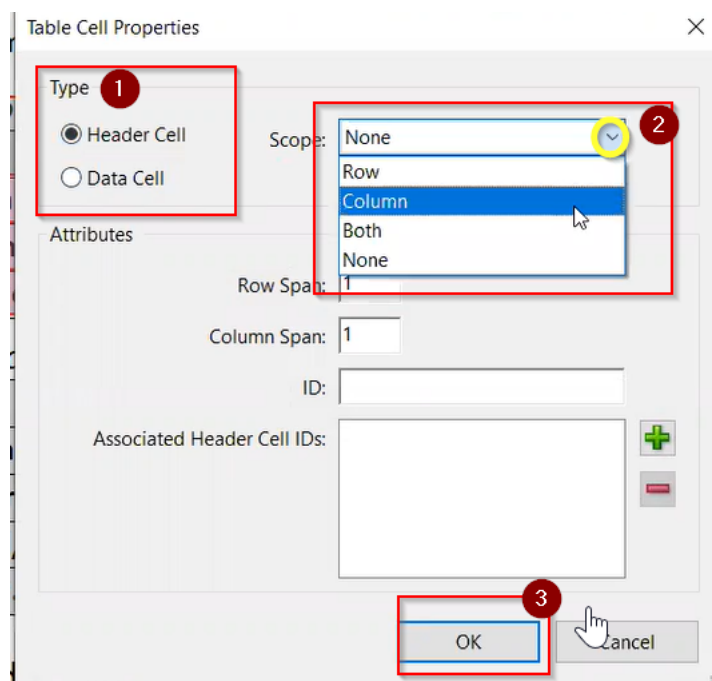 Table Cell Properties
Type 1
Header Cell
Data Cell
Scope: None 2
Row
Column
Both
None
Attributes
Row Span: 1
Column Span: 1
ID:
Associated Header Cell IDs:
3
OK
Cancel